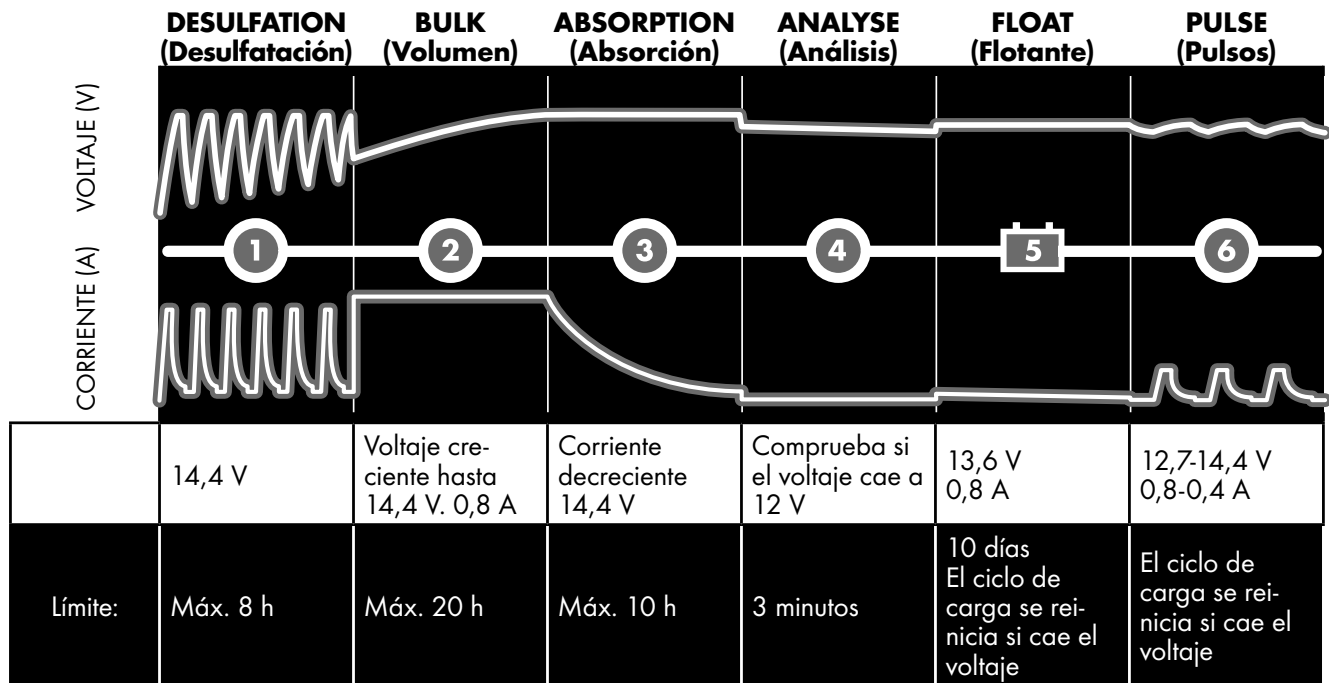 DESULFATION
(Desulfatación)
BULK
(Volumen)
ABSORPTION
(Absorción)
ANALYSE
(Análisis)
FLOAT
(Flotante)
PULSE
(Pulsos)
VOLTAJE (V)
CORRIENTE (A)
1
2
3
4
5
6
14,4 V
Voltaje cre-
ciente hasta
14,4 V. 0,8 A
Corriente
decreciente
14,4 V
Comprueba si
el voltaje cae a
12 V
13,6 V
0,8 A
12,7-14,4 V
0,8-0,4 A
Límite:
Máx. 8 h
Máx. 20 h
Máx. 10 h
3 minutos
10 días
El ciclo de
carga se rei-
nicia si cae el
voltaje
El ciclo de
carga se rei-
nicia si cae el
voltaje